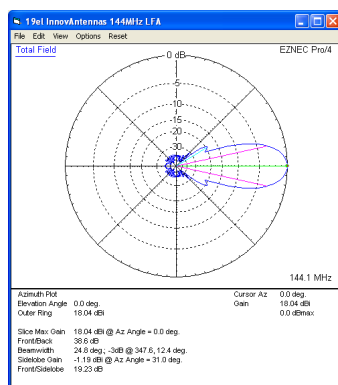 19el InnovAntennas 144MHz LFA
File Edit View Options Reset
Total Field
EZNEC Pro/4
0 dB
-5
-10
-15
-20
-30
144.1 MHz
Azimuth Plot
Elevation Angle 0.0 deg.
Outer Ring 18.04 dBi
Cursor Az 0.0 deg.
Gain 18.04 dBi
0.0 dBmax
Slice Max Gain 18.04 dBi @ Az Angle = 0.0 deg.
Front/Back 38.6 dB
Beamwidth 24.8 deg.; -3dB @ 347.6, 12.4 deg.
Sidelobe Gain -1.19 dBi @ Az Angle = 31.0 deg.
Front/Sidelobe 19.23 dB